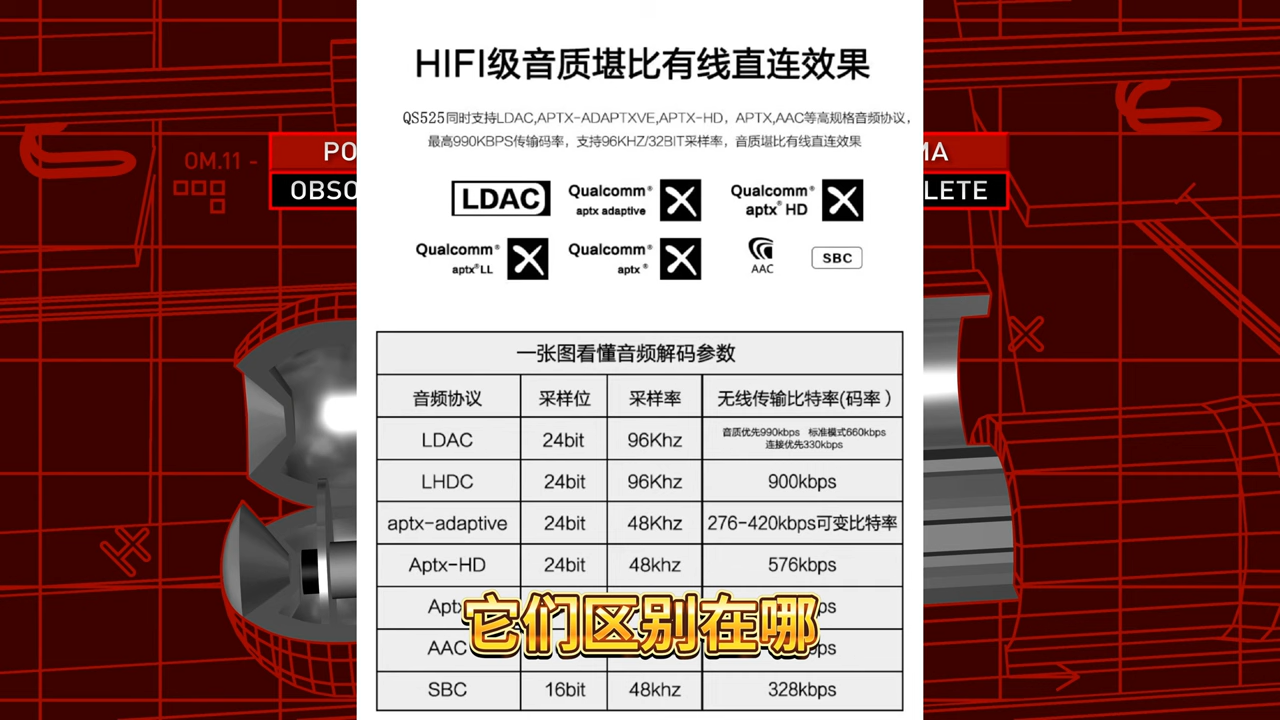 HIFI级音质堪比有线直连效果
QS525同时支持LDAC,APTX-ADAPTXVE,APTX-HD，APTX,AAC等高规格音频协议，
最高990KBPS传输码率，支持96KHZ/32BIT采样率，音质堪比有线直连效果
0M.11 -
LDAC
Qualcomm®
aptx adaptive
Qualcomm®
aptx® HD
Qualcomm®
aptx® LL
Qualcomm®
aptx ®
AAC
SBC
一张图看懂音频解码参数
音频协议 采样位 采样率 无线传输比特率(码率 )
LDAC 24bit 96Khz 音质优先990kbps 标准模式660kbps
连接优先330kbps
LHDC 24bit 96Khz 900kbps
aptx-adaptive 24bit 48Khz 276-420kbps可变比特率
Aptx-HD 24bit 48khz 576kbps
它们区别在哪
AAC
SBC 16bit 48khz 328kbps